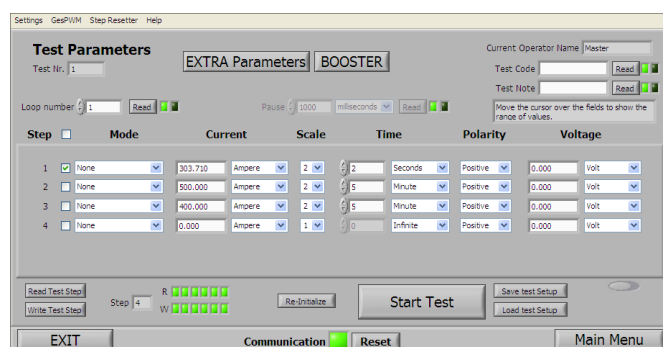 Settings GesPWM Step Resetter Help
Test Parameters
Test Nr. 1
EXTRA Parameters BOOSTER
Current Operator Name Master
Test Code Read
Test Note Read
Loop number 1 Read Pause 1000 milliseconds Read
Move the cursor over the fields to show the
range of values.
Step Mode Current Scale Time Polarity Voltage
1 None 303.710 Ampere 2 2 Seconds Positive 0.000 Volt
2 None 500.000 Ampere 2 5 Minute Positive 0.000 Volt
3 None 400.000 Ampere 2 5 Minute Positive 0.000 Volt
4 None 0.000 Ampere 1 0 Infinite Positive 0.000 Volt
Read Test Step R Save test Setup
Step 4 Re-Initialize Start Test
Write Test Step W Load test Setup
EXIT Communication Reset Main Menu